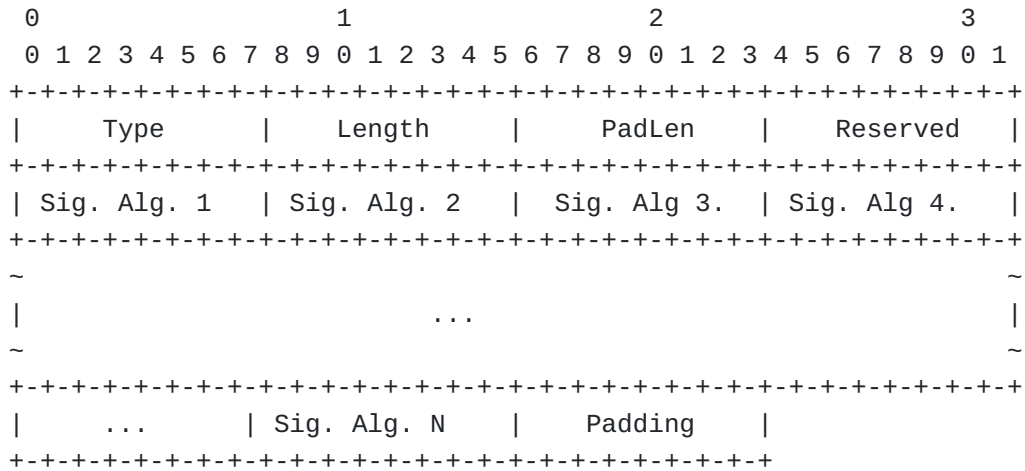 0                   1                   2                   3
 0 1 2 3 4 5 6 7 8 9 0 1 2 3 4 5 6 7 8 9 0 1 2 3 4 5 6 7 8 9 0 1
+-+-+-+-+-+-+-+-+-+-+-+-+-+-+-+-+-+-+-+-+-+-+-+-+-+-+-+-+-+-+-+-+
|     Type      |    Length     |     PadLen    |    Reserved   |
+-+-+-+-+-+-+-+-+-+-+-+-+-+-+-+-+-+-+-+-+-+-+-+-+-+-+-+-+-+-+-+-+
| Sig. Alg. 1   | Sig. Alg. 2   |  Sig. Alg 3.  | Sig. Alg 4.   |
+-+-+-+-+-+-+-+-+-+-+-+-+-+-+-+-+-+-+-+-+-+-+-+-+-+-+-+-+-+-+-+-+
~                                                               ~
|                          ...                                  |
~                                                               ~
+-+-+-+-+-+-+-+-+-+-+-+-+-+-+-+-+-+-+-+-+-+-+-+-+-+-+-+-+-+-+-+-+
|     ...      | Sig. Alg. N    |    Padding    |
+-+-+-+-+-+-+-+-+-+-+-+-+-+-+-+-+-+-+-+-+-+-+-+-+